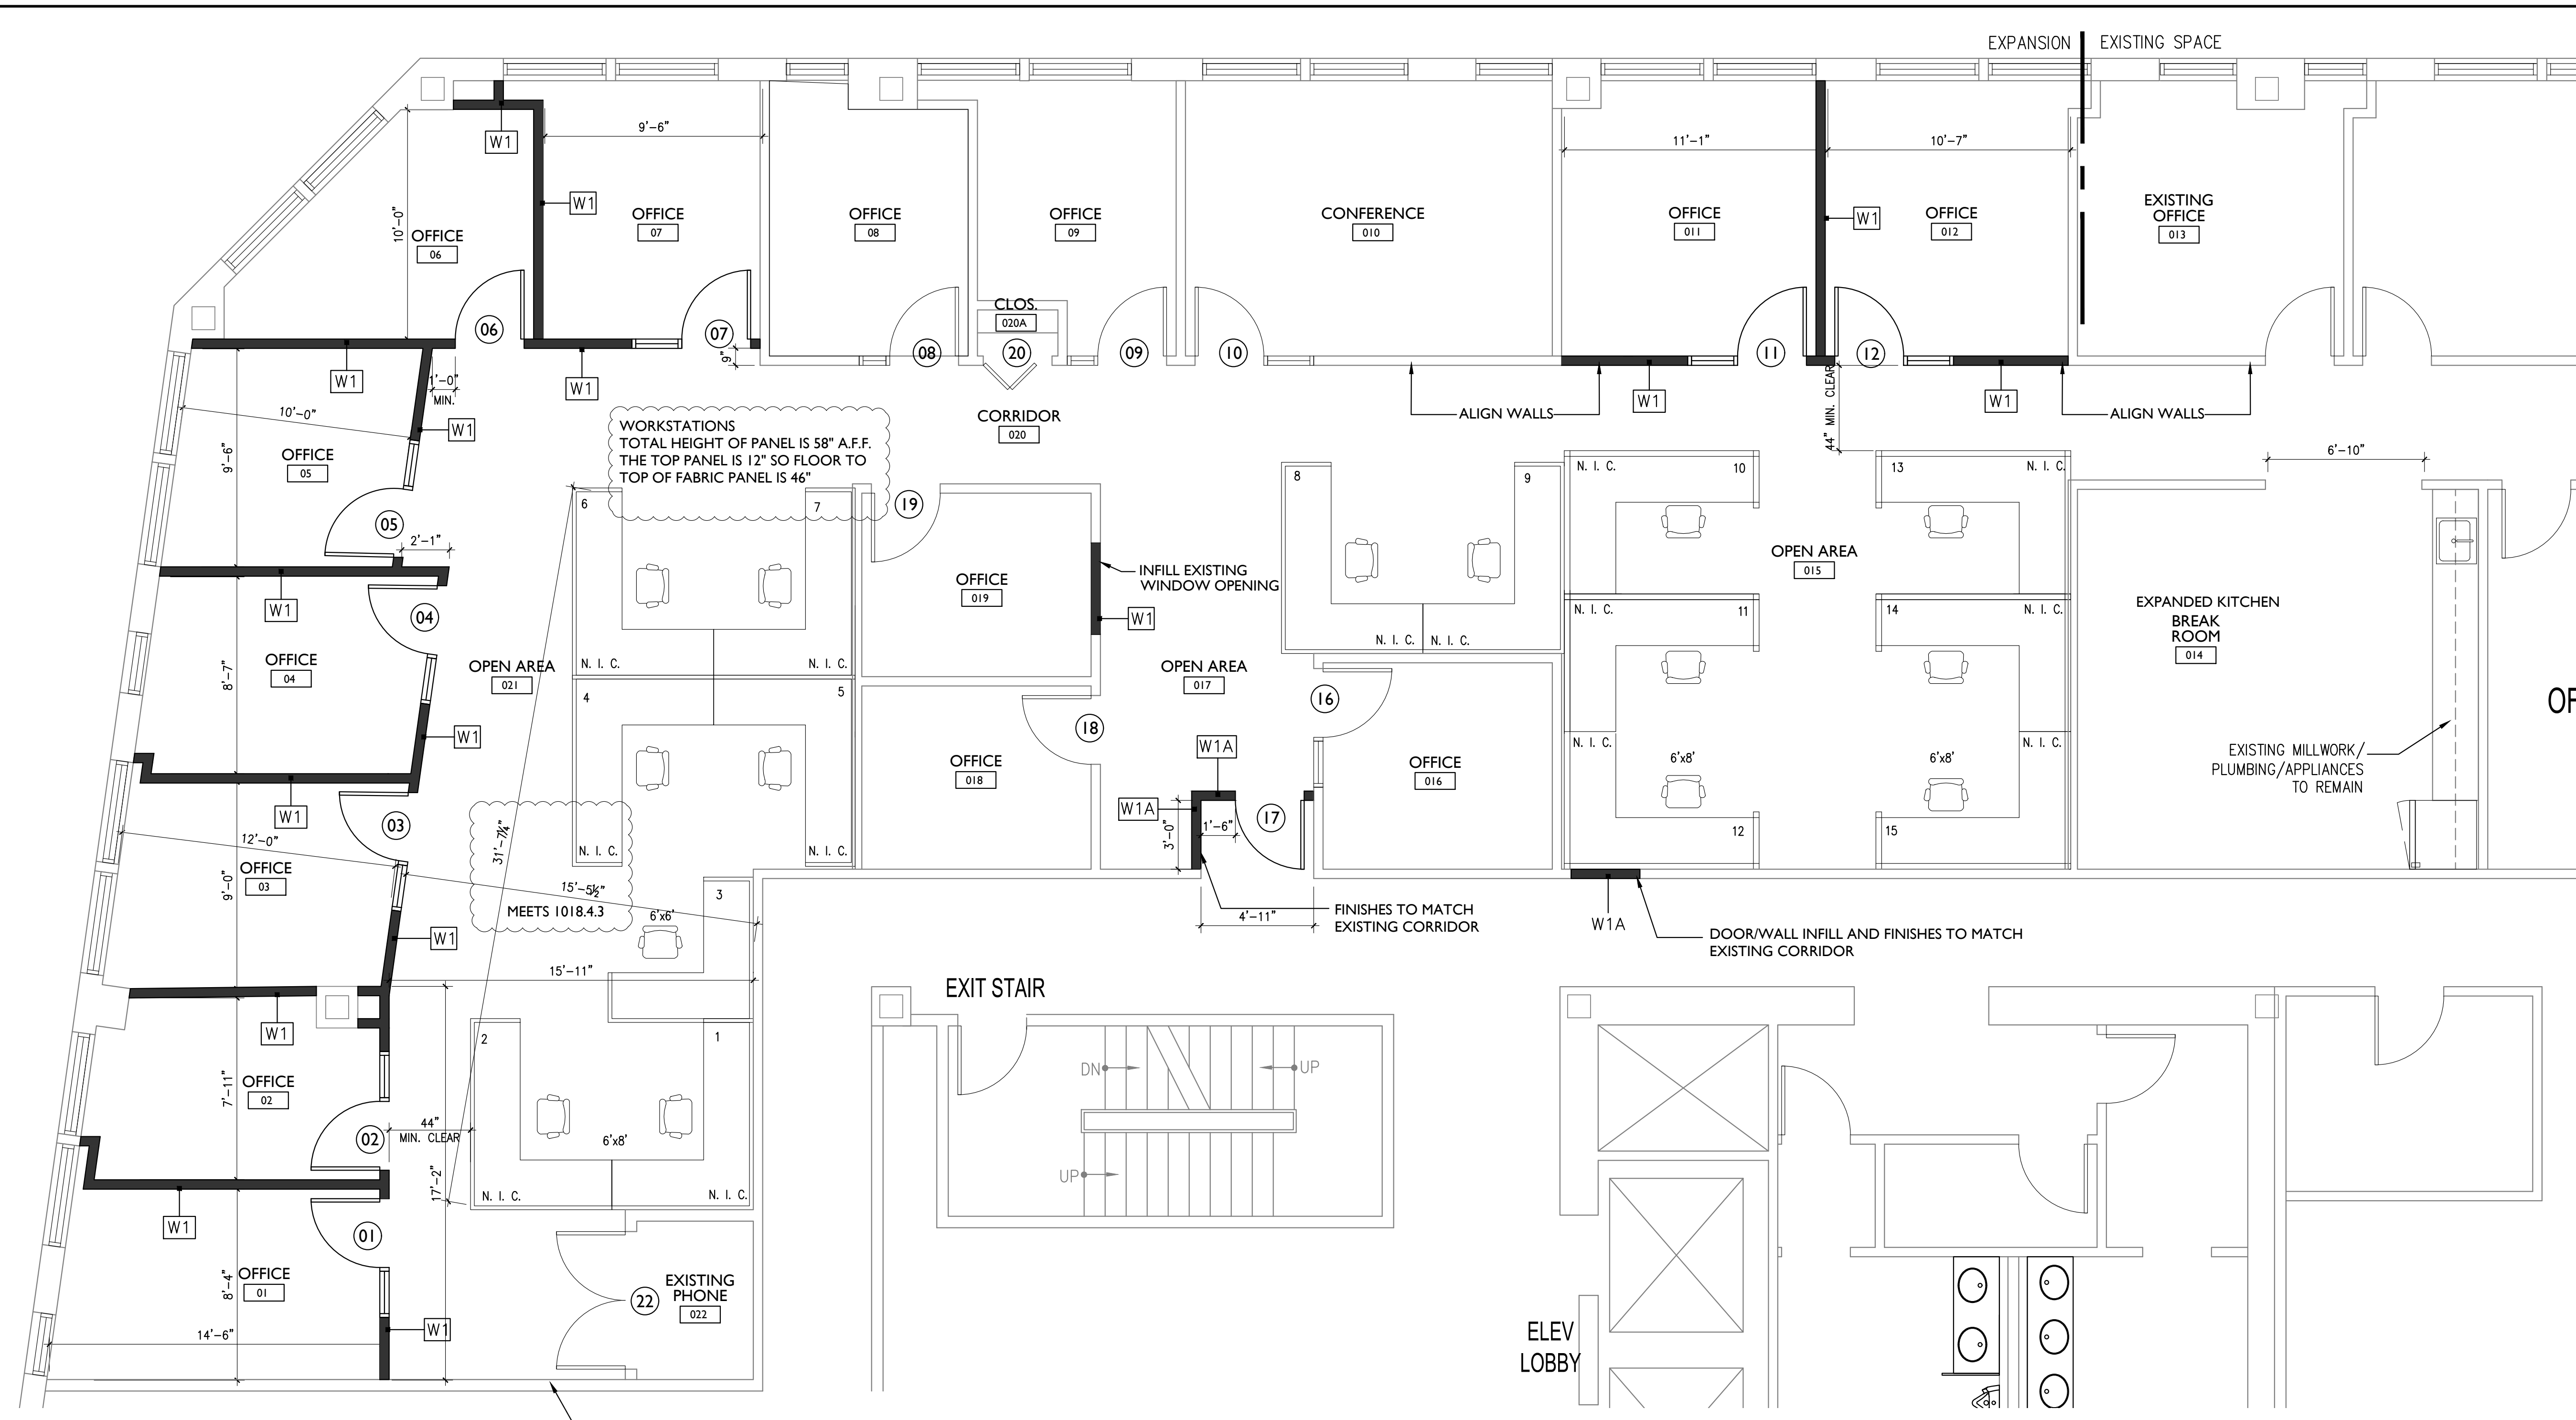 EXPANSION
EXISTING SPACE
W1
9'-6"
11'-1"
10'-7"
10'-0"
OFFICE
06
W1
OFFICE
07
OFFICE
08
OFFICE
09
CONFERENCE
010
OFFICE
011
W1
OFFICE
012
EXISTING
OFFICE
013
CLOS.
020A
06
07
08
20
09
10
11
12
9"
W1
1'-0"
MIN.
W1
W1
10'-0"
9'-6"
OFFICE
05
05
2'-1"
WORKSTATIONS
TOTAL HEIGHT OF PANEL IS 58" A.F.F.
THE TOP PANEL IS 12" SO FLOOR TO
TOP OF FABRIC PANEL IS 46"
CORRIDOR
020
ALIGN WALLS
W1
44" MIN. CLEAR
W1
ALIGN WALLS
6'-10"
6
7
19
8
9
N. I. C.
10
13
N. I. C.
W1
04
8'-7"
OFFICE
04
OPEN AREA
021
N. I. C.
N. I. C.
OFFICE
019
INFILL EXISTING
WINDOW OPENING
W1
N. I. C.
N. I. C.
OPEN AREA
015
N. I. C.
11
14
N. I. C.
EXPANDED KITCHEN
BREAK
ROOM
014
OF
4
5
W1
OPEN AREA
017
16
18
OFFICE
018
W1A
W1A
OFFICE
016
N. I. C.
N. I. C.
6'x8'
6'x8'
EXISTING MILLWORK/
PLUMBING/APPLIANCES
TO REMAIN
W1
03
12'-0"
9'-0"
OFFICE
03
31'-7¼"
N. I. C.
N. I. C.
3'-0"
1'-6"
17
12
15
15'-5½"
MEETS 1018.4.3
3
6'x6'
W1
4'-11"
FINISHES TO MATCH
EXISTING CORRIDOR
W1A
DOOR/WALL INFILL AND FINISHES TO MATCH
EXISTING CORRIDOR
15'-11"
EXIT STAIR
W1
2
1
7'-11"
OFFICE
02
DN
UP
UP
02
44"
MIN. CLEAR
6'x8'
17'-2"
N. I. C.
N. I. C.
W1
01
8'-4"
OFFICE
01
EXISTING
PHONE
022
22
W1
14'-6"
ELEV
LOBBY